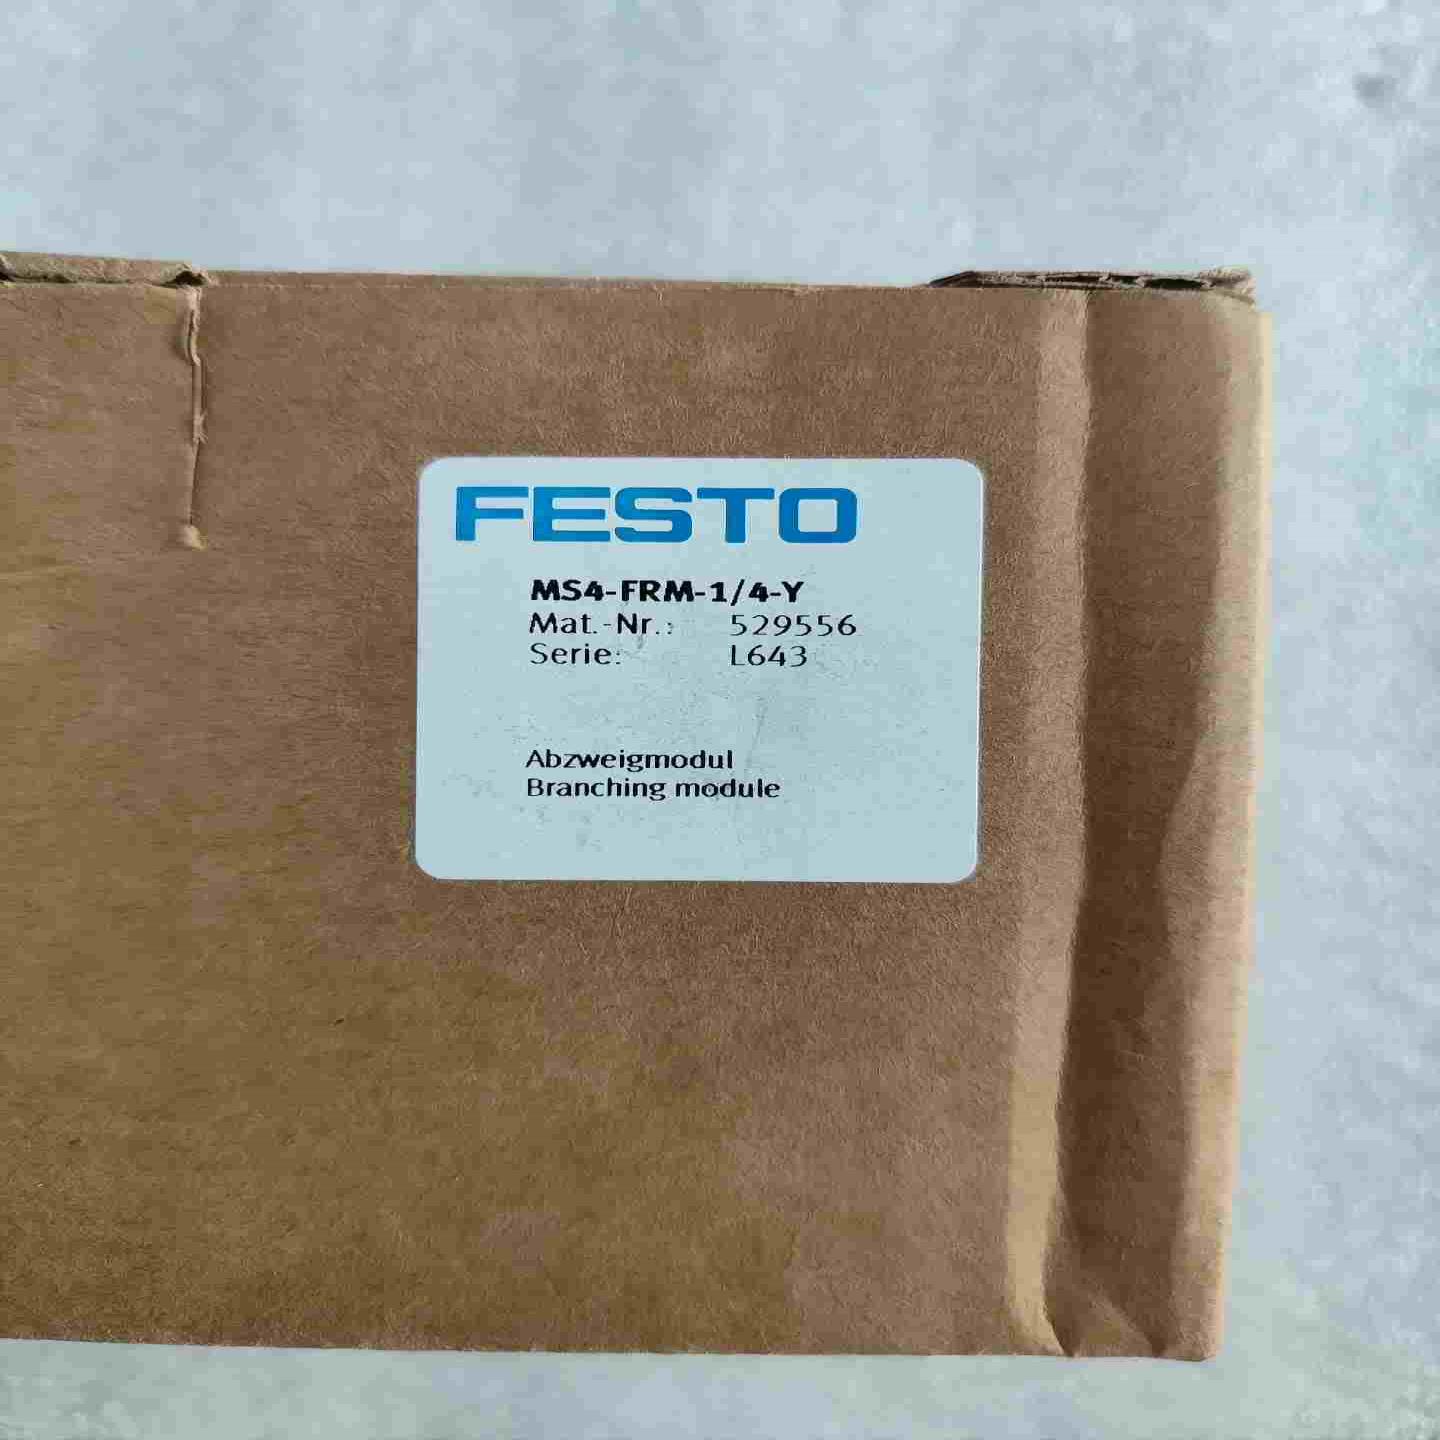 FESTO
MS4-FRM-1/4-Y
Mat.-Nr.: 529556
Serie: L643
Abzweigmodul
Branching module